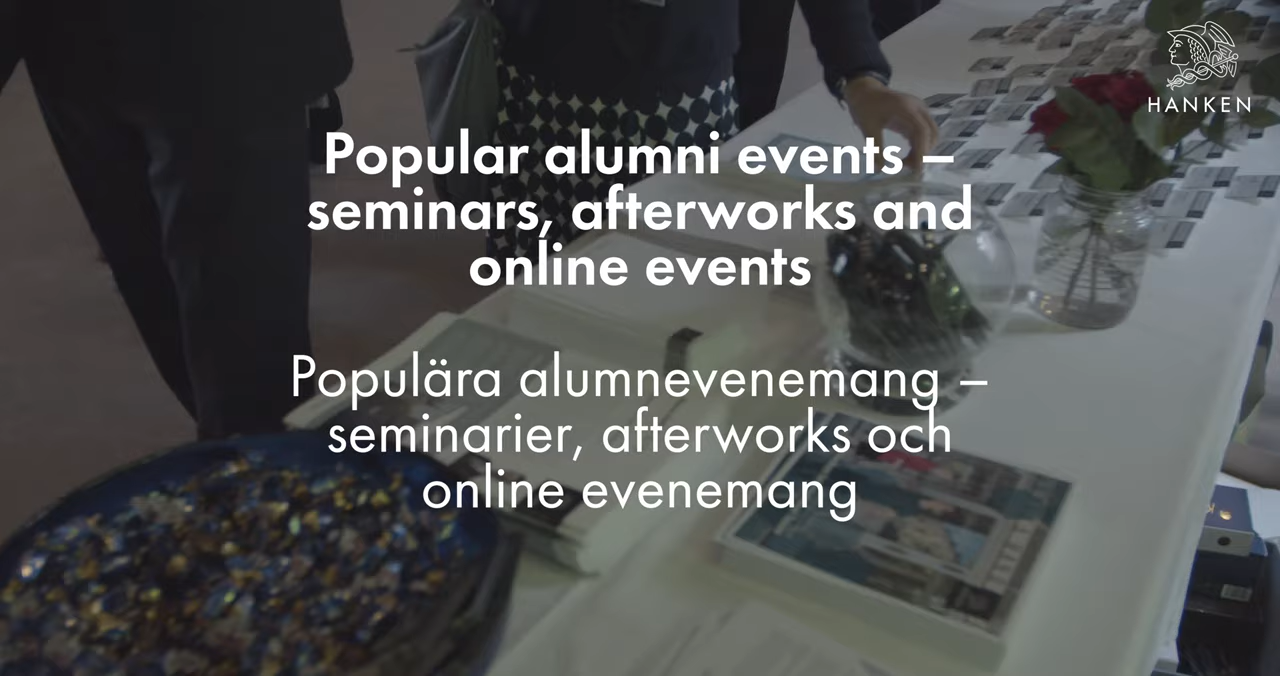 HANKEN
Popular alumni events –
seminars, afterworks and
online events
Populära alumnevenemang –
seminarier, afterworks och
online evenemang